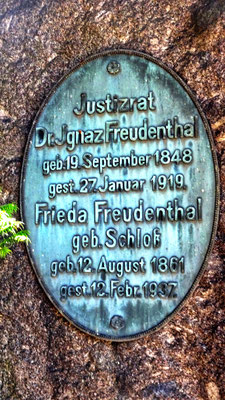 Justizrat
Dr. Jgnaz Freudenthal
geb. 19. September 1848
gest. 27. Januar 1919.
Frieda Freudenthal
geb. Schloß
geb. 12. August 1861
gest. 12. Febr. 1937.